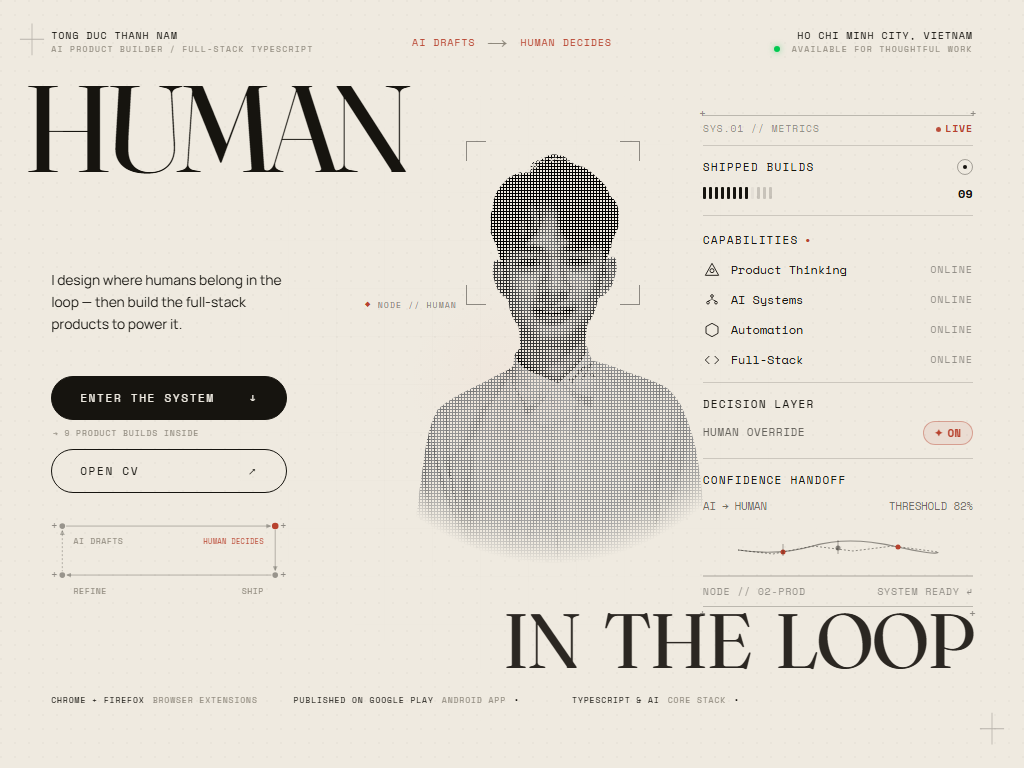 TONG DUC THANH NAM
AI PRODUCT BUILDER / FULL-STACK TYPESCRIPT
AI DRAFTS → HUMAN DECIDES
HO CHI MINH CITY, VIETNAM
AVAILABLE FOR THOUGHTFUL WORK
HUMAN
I design where humans belong in the
loop — then build the full-stack
products to power it.
ENTER THE SYSTEM ↓
→ 9 PRODUCT BUILDS INSIDE
OPEN CV ↗
AI DRAFTS
HUMAN DECIDES
REFINE
SHIP
NODE // HUMAN
SYS.01 // METRICS
LIVE
SHIPPED BUILDS
09
CAPABILITIES
Product Thinking ONLINE
AI Systems ONLINE
Automation ONLINE
Full-Stack ONLINE
DECISION LAYER
HUMAN OVERRIDE ✦ ON
CONFIDENCE HANDOFF
AI → HUMAN THRESHOLD 82%
NODE // 02-PROD SYSTEM READY ↲
IN THE LOOP
CHROME + FIREFOX BROWSER EXTENSIONS
PUBLISHED ON GOOGLE PLAY ANDROID APP •
TYPESCRIPT & AI CORE STACK •